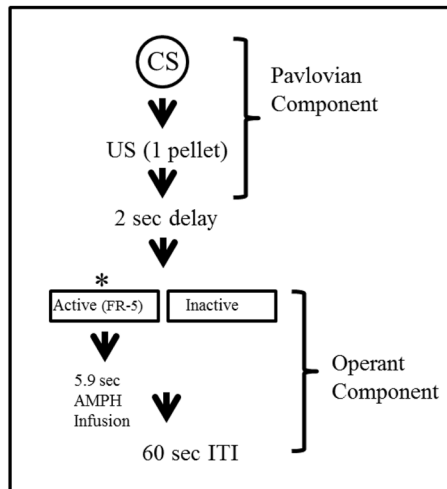 CS
Pavlovian
Component
US (1 pellet)
2 sec delay
*
Active (FR-5)
Inactive
5.9 sec
AMPH
Infusion
Operant
Component
60 sec ITI